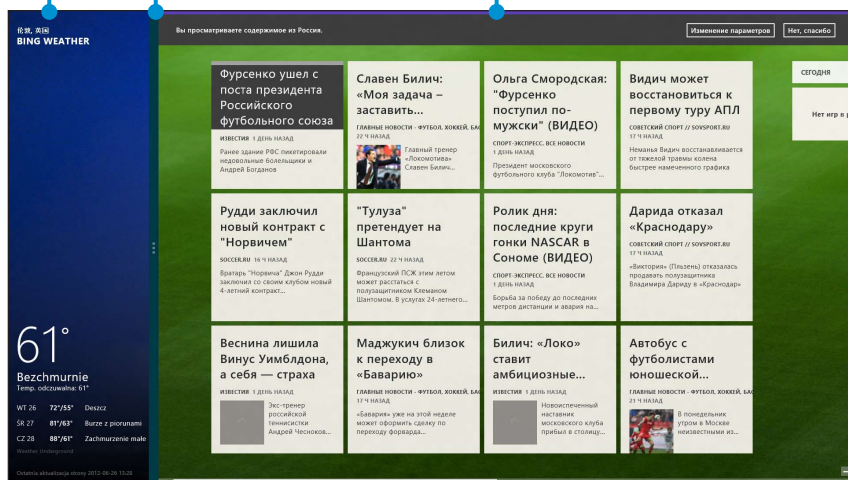 伦敦, 英国
BING WEATHER
61°
Bezchmurnie
Temp. odczuwalna: 61°
WT 26 72°/55° Deszcz
ŚR 27 81°/63° Burze z piorunami
CZ 28 88°/61° Zachmurzenie małe
Weather Underground
Ostatnia aktualizacja strony 2012-06-26 13:28
Вы просматриваете содержимое из Россия.
Изменение параметров
Нет, спасибо
Фурсенко ушел с
поста президента
Российского
футбольного союза
ИЗВЕСТИЯ 1 ДЕНЬ НАЗАД
Ранее здание РФС пикетировали
недовольные болельщики и
Андрей Богданов
Славен Билич:
«Моя задача –
заставить...
ГЛАВНЫЕ НОВОСТИ - ФУТБОЛ, ХОККЕЙ, БАС
22 Ч НАЗАД
Главный тренер
«Локомотива»
Славен Билич...
Ольга Смородская:
"Фурсенко
поступил по-
мужски" (ВИДЕО)
СПОРТ-ЭКСПРЕСС. ВСЕ НОВОСТИ
1 ДЕНЬ НАЗАД
Президент московского
футбольного клуба "Локомотив"...
Видич может
восстановиться к
первому туру АПЛ
СОВЕТСКИЙ СПОРТ // SOVSPORT.RU
17 Ч НАЗАД
Неманья Видич восстанавливается
от тяжелой травмы колена
быстрее намеченного графика
Рудди заключил
новый контракт с
"Норвичем"
SOCCER.RU 16 Ч НАЗАД
Вратарь "Норвича" Джон Рудди
заключил со своим клубом новый
4-летний контракт...
"Тулуза"
претендует на
Шантома
SOCCER.RU 22 Ч НАЗАД
Французский ПСЖ этим летом
может расстаться с
полузащитником Клеманом
Шантомом. В услугах 24-летнего...
Ролик дня:
последние круги
гонки NASCAR в
Сономе (ВИДЕО)
СПОРТ-ЭКСПРЕСС. ВСЕ НОВОСТИ
1 ДЕНЬ НАЗАД
Борьба за победу до последних
метров дистанции и авария на...
Дарида отказал
«Краснодару»
СОВЕТСКИЙ СПОРТ // SOVSPORT.RU
17 Ч НАЗАД
«Виктория» (Пльзень) отказалась
продавать полузащитника
Владимира Дариду в «Краснодар»
Веснина лишила
Винус Уимблдона,
а себя — страха
ИЗВЕСТИЯ 1 ДЕНЬ НАЗАД
Экс-тренер
российской
теннисистки
Андрей Чесноков...
Маджукич близок
к переходу в
«Баварию»
ГЛАВНЫЕ НОВОСТИ - ФУТБОЛ, ХОККЕЙ, БАС
17 Ч НАЗАД
«Бавария» уже на этой неделе
может оформить сделку по
переходу форварда...
Билич: «Локо»
ставит
амбициозные...
ИЗВЕСТИЯ 1 ДЕНЬ НАЗАД
Новоиспеченный
наставник
московского клуба
прибыл в столицу...
Автобус с
футболистами
юношеской...
ГЛАВНЫЕ НОВОСТИ - ФУТБОЛ, ХОККЕЙ, БАС
21 Ч НАЗАД
В понедельник
утром в Москве
неизвестными из...
СЕГОДНЯ
Нет игр в р